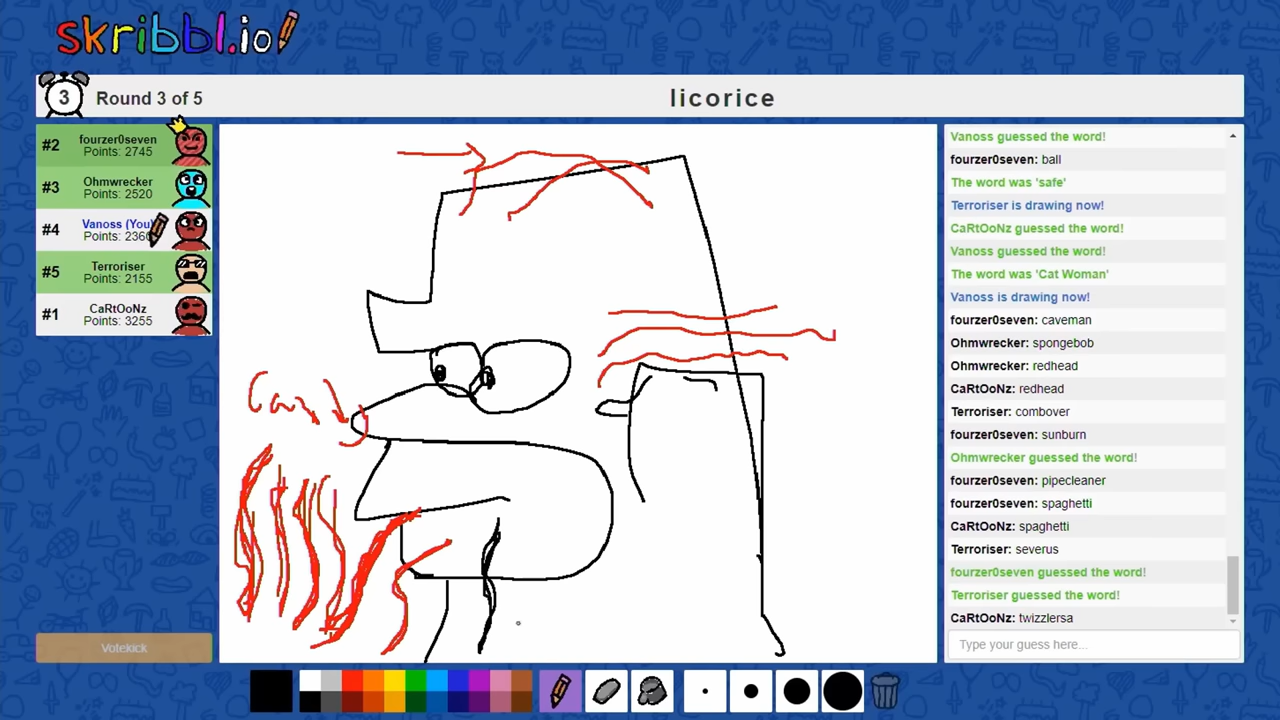 skribbl.io
3
Round 3 of 5
licorice
#2
fourzer0seven
Points: 2745
#3
Ohmwrecker
Points: 2520
#4
Vanoss (You)
Points: 2366
#5
Terroriser
Points: 2155
#1
CaRtOoNz
Points: 3255
Votekick
Vanoss guessed the word!
fourzer0seven: ball
The word was 'safe'
Terroriser is drawing now!
CaRtOoNz guessed the word!
Vanoss guessed the word!
The word was 'Cat Woman'
Vanoss is drawing now!
fourzer0seven: caveman
Ohmwrecker: spongebob
Ohmwrecker: redhead
CaRtOoNz: redhead
Terroriser: combover
fourzer0seven: sunburn
Ohmwrecker guessed the word!
fourzer0seven: pipecleaner
fourzer0seven: spaghetti
CaRtOoNz: spaghetti
Terroriser: severus
fourzer0seven guessed the word!
Terroriser guessed the word!
CaRtOoNz: twizzlersa
Type your guess here...